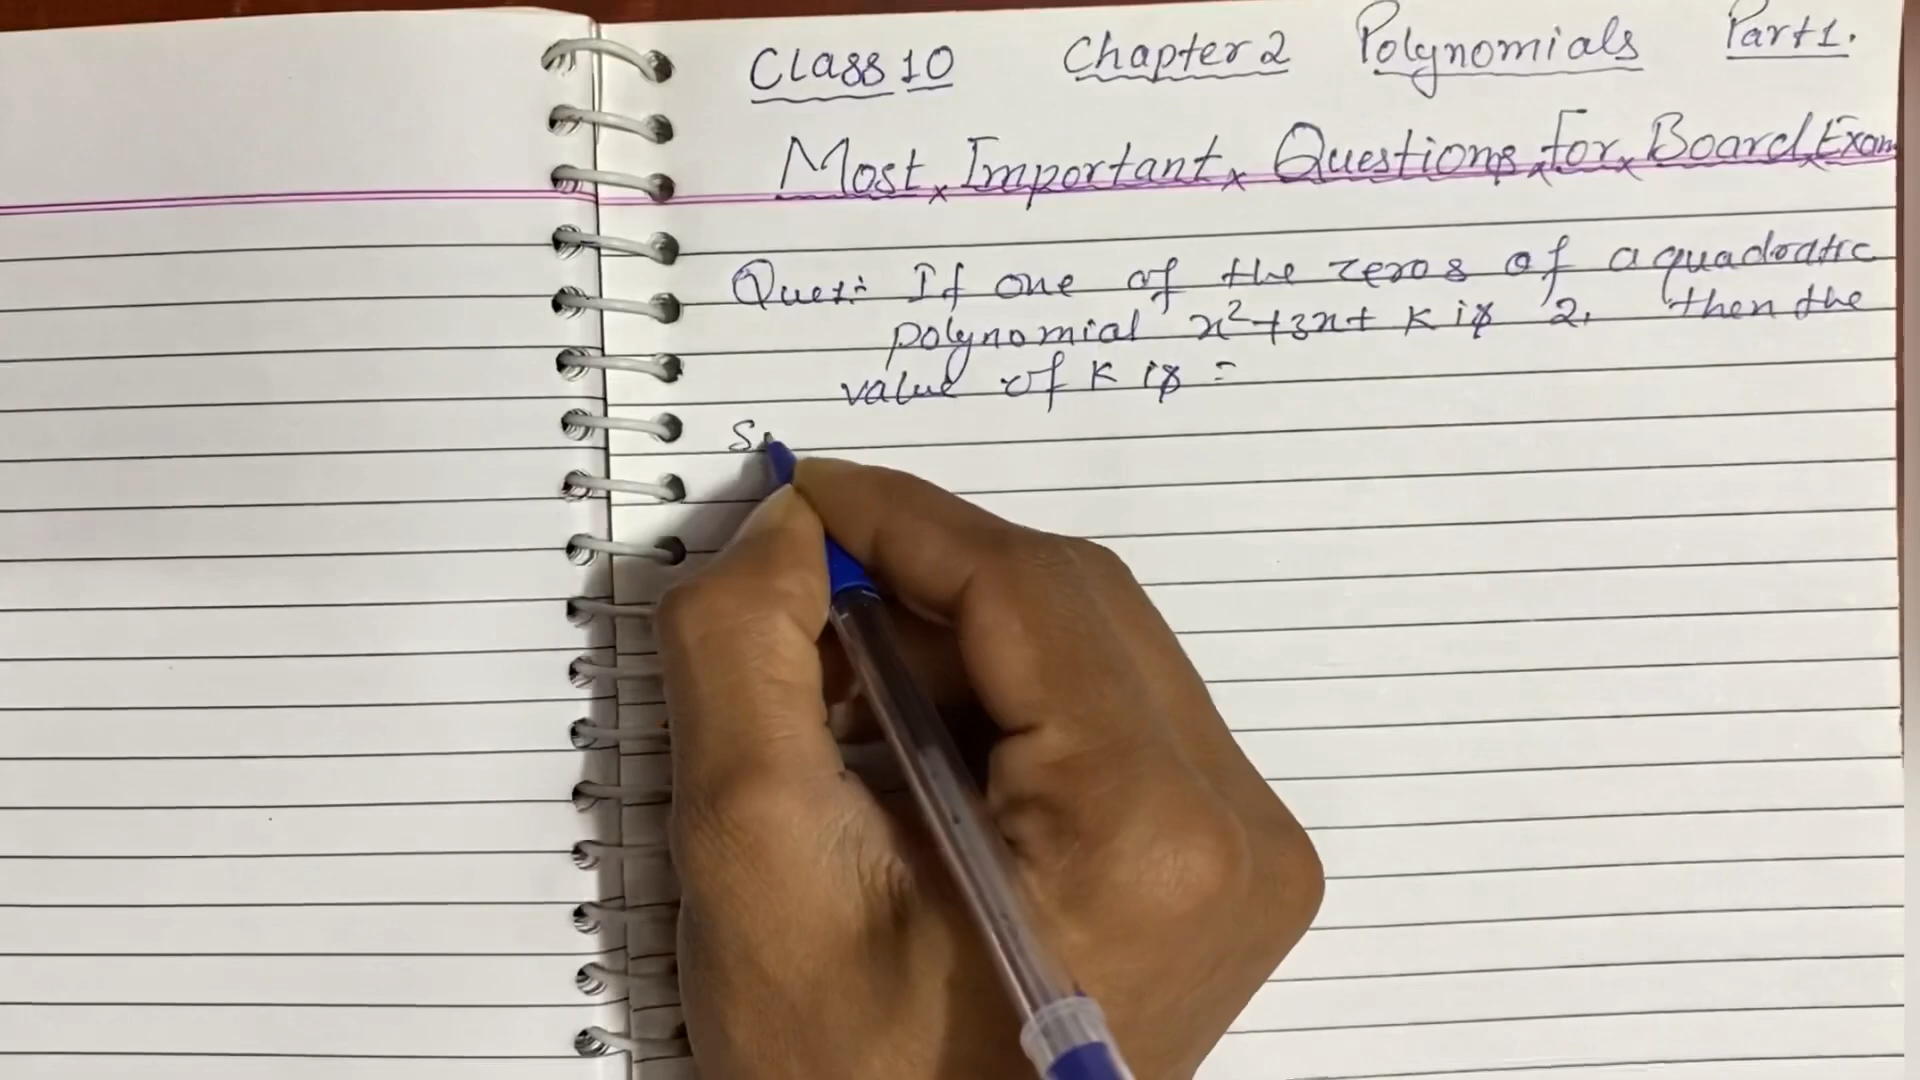 Class 10 Chapter 2 Polynomials Part 1.
Most Important Questions for Board Exam
Ques1:- If one of the zeros of a quadratic
polynomial x²+3x+ K is 2, then the
value of K is =
S